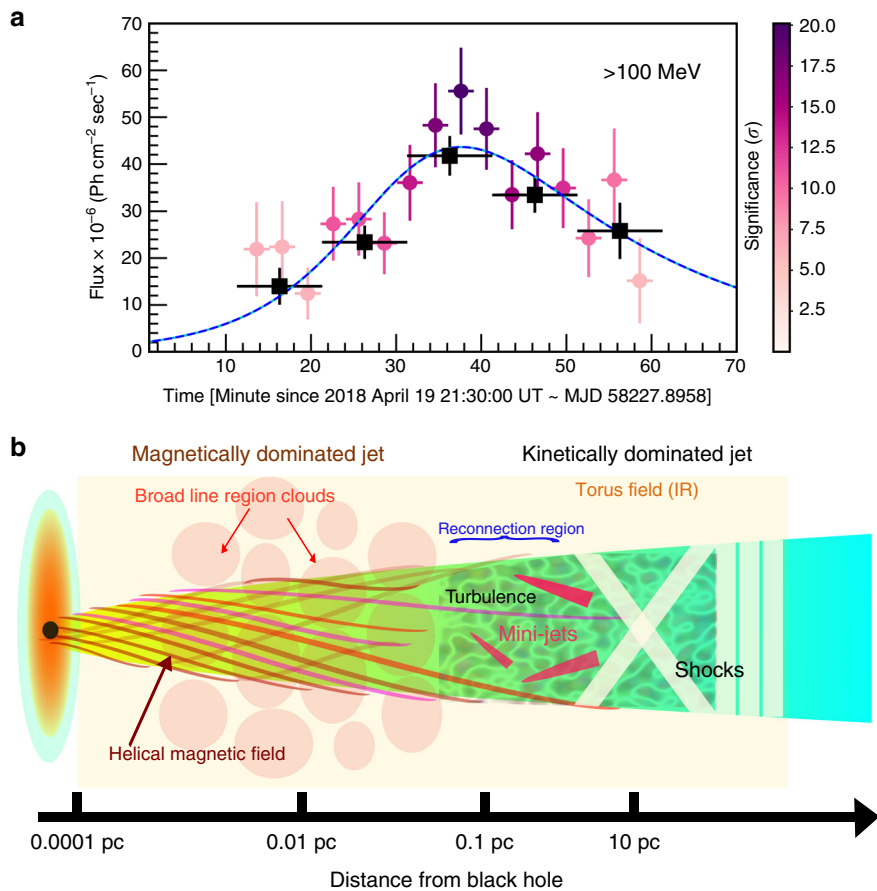 a
70
60
50
40
30
20
10
0
Flux × 10⁻⁶ (Ph cm⁻² sec⁻¹)
>100 MeV
10 20 30 40 50 60 70
Time [Minute since 2018 April 19 21:30:00 UT ~ MJD 58227.8958]
20.0
17.5
15.0
12.5
10.0
7.5
5.0
2.5
Significance (σ)
b
Magnetically dominated jet
Kinetically dominated jet
Broad line region clouds
Torus field (IR)
Reconnection region
Turbulence
Mini-jets
Shocks
Helical magnetic field
0.0001 pc 0.01 pc 0.1 pc 10 pc
Distance from black hole